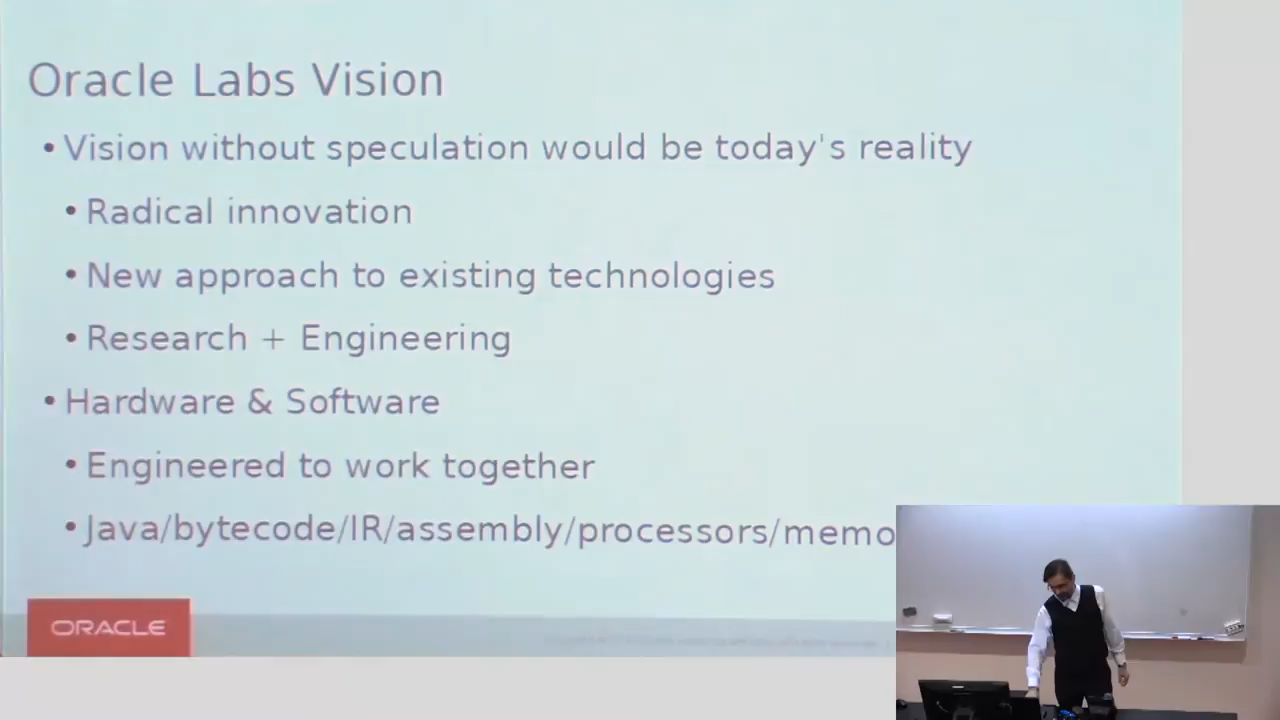 Oracle Labs Vision
• Vision without speculation would be today's reality
• Radical innovation
• New approach to existing technologies
• Research + Engineering
• Hardware & Software
• Engineered to work together
• Java/bytecode/IR/assembly/processors/memo
ORACLE